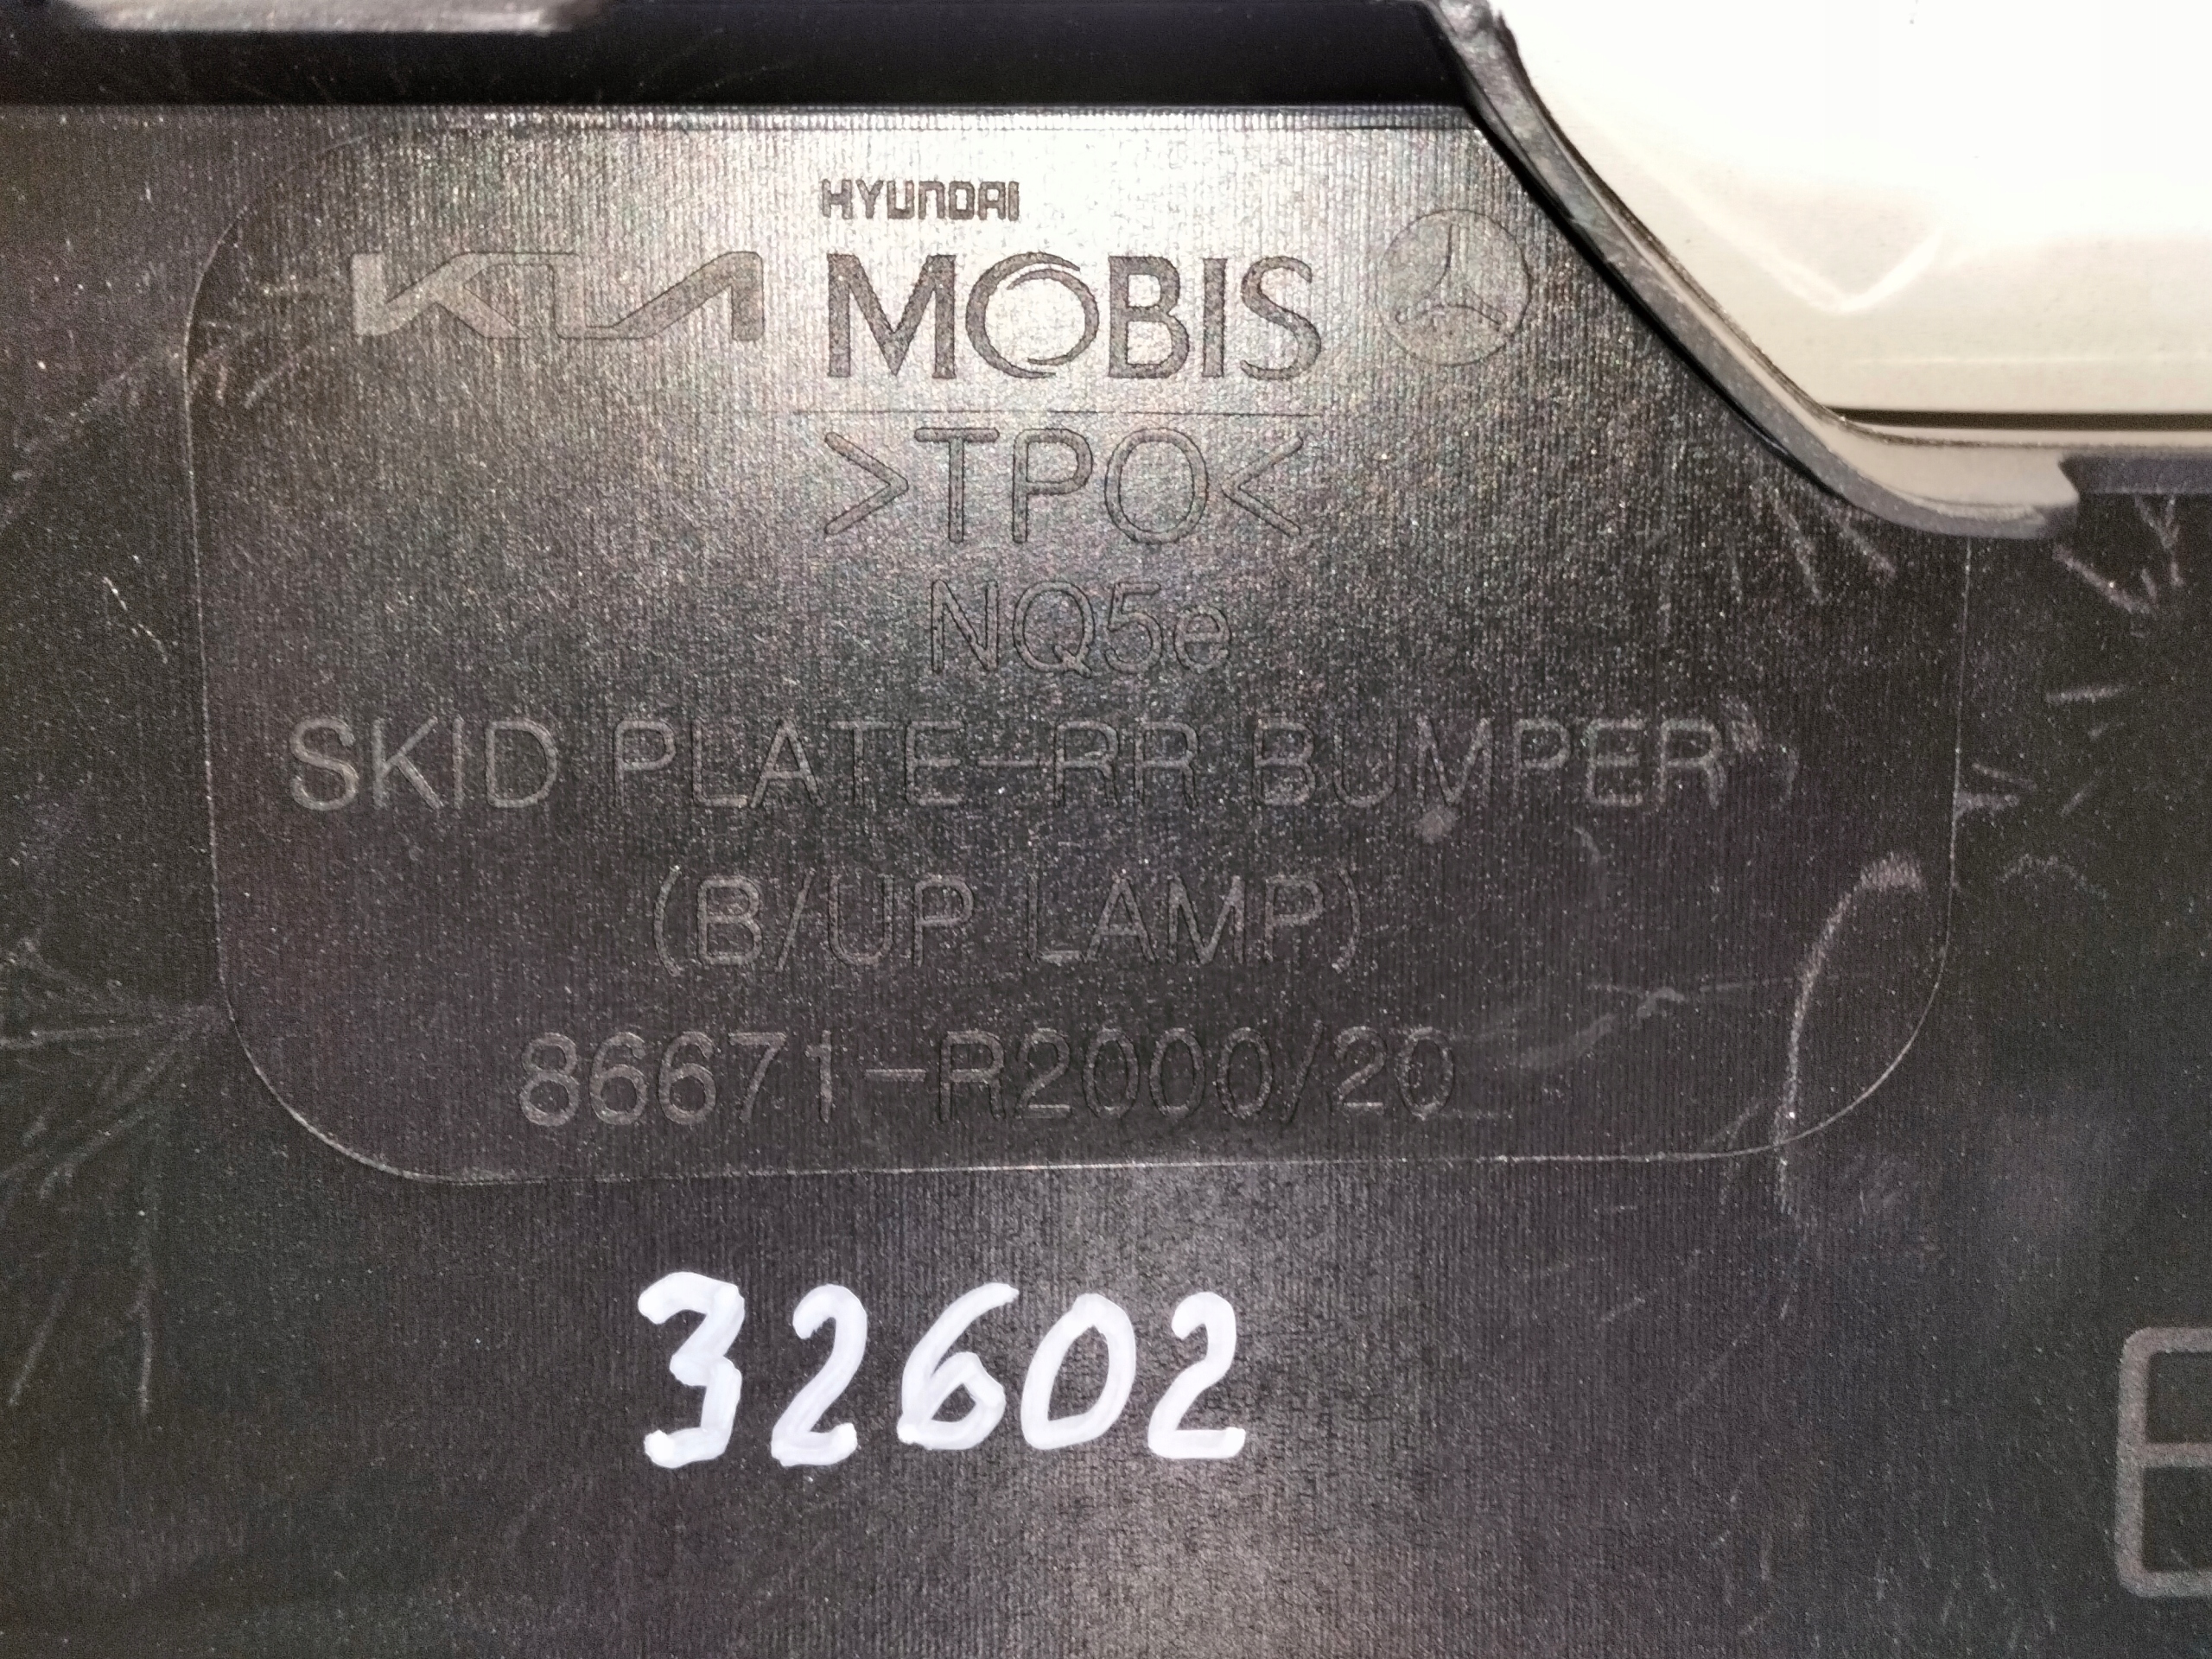 HYUNDAI
KIA MOBIS
>TPO<
NQ5e
SKID PLATE-RR BUMPER
(B/UP LAMP)
86671-R2000/20
32602